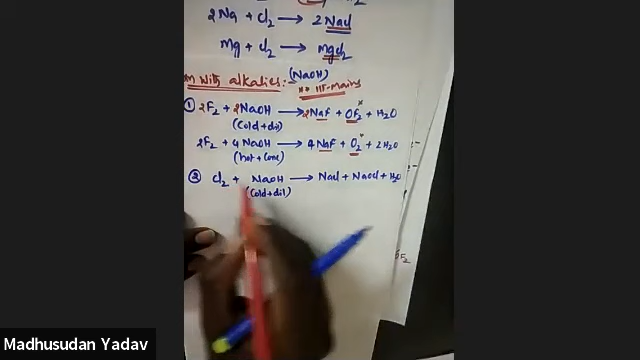 2Na + Cl₂ → 2NaCl
Mg + Cl₂ → MgCl₂
With alkalies:- (NaOH)
** IIT-Mains
① 2F₂ + 2NaOH → 2NaF + OF₂* + H₂O
(Cold+dil)
2F₂ + 4NaOH → 4NaF + O₂* + 2H₂O
(hot + Conc)
② Cl₂ + NaOH → NaCl + NaOCl + H₂O
(Cold+dil)
F₂
Madhusudan Yadav